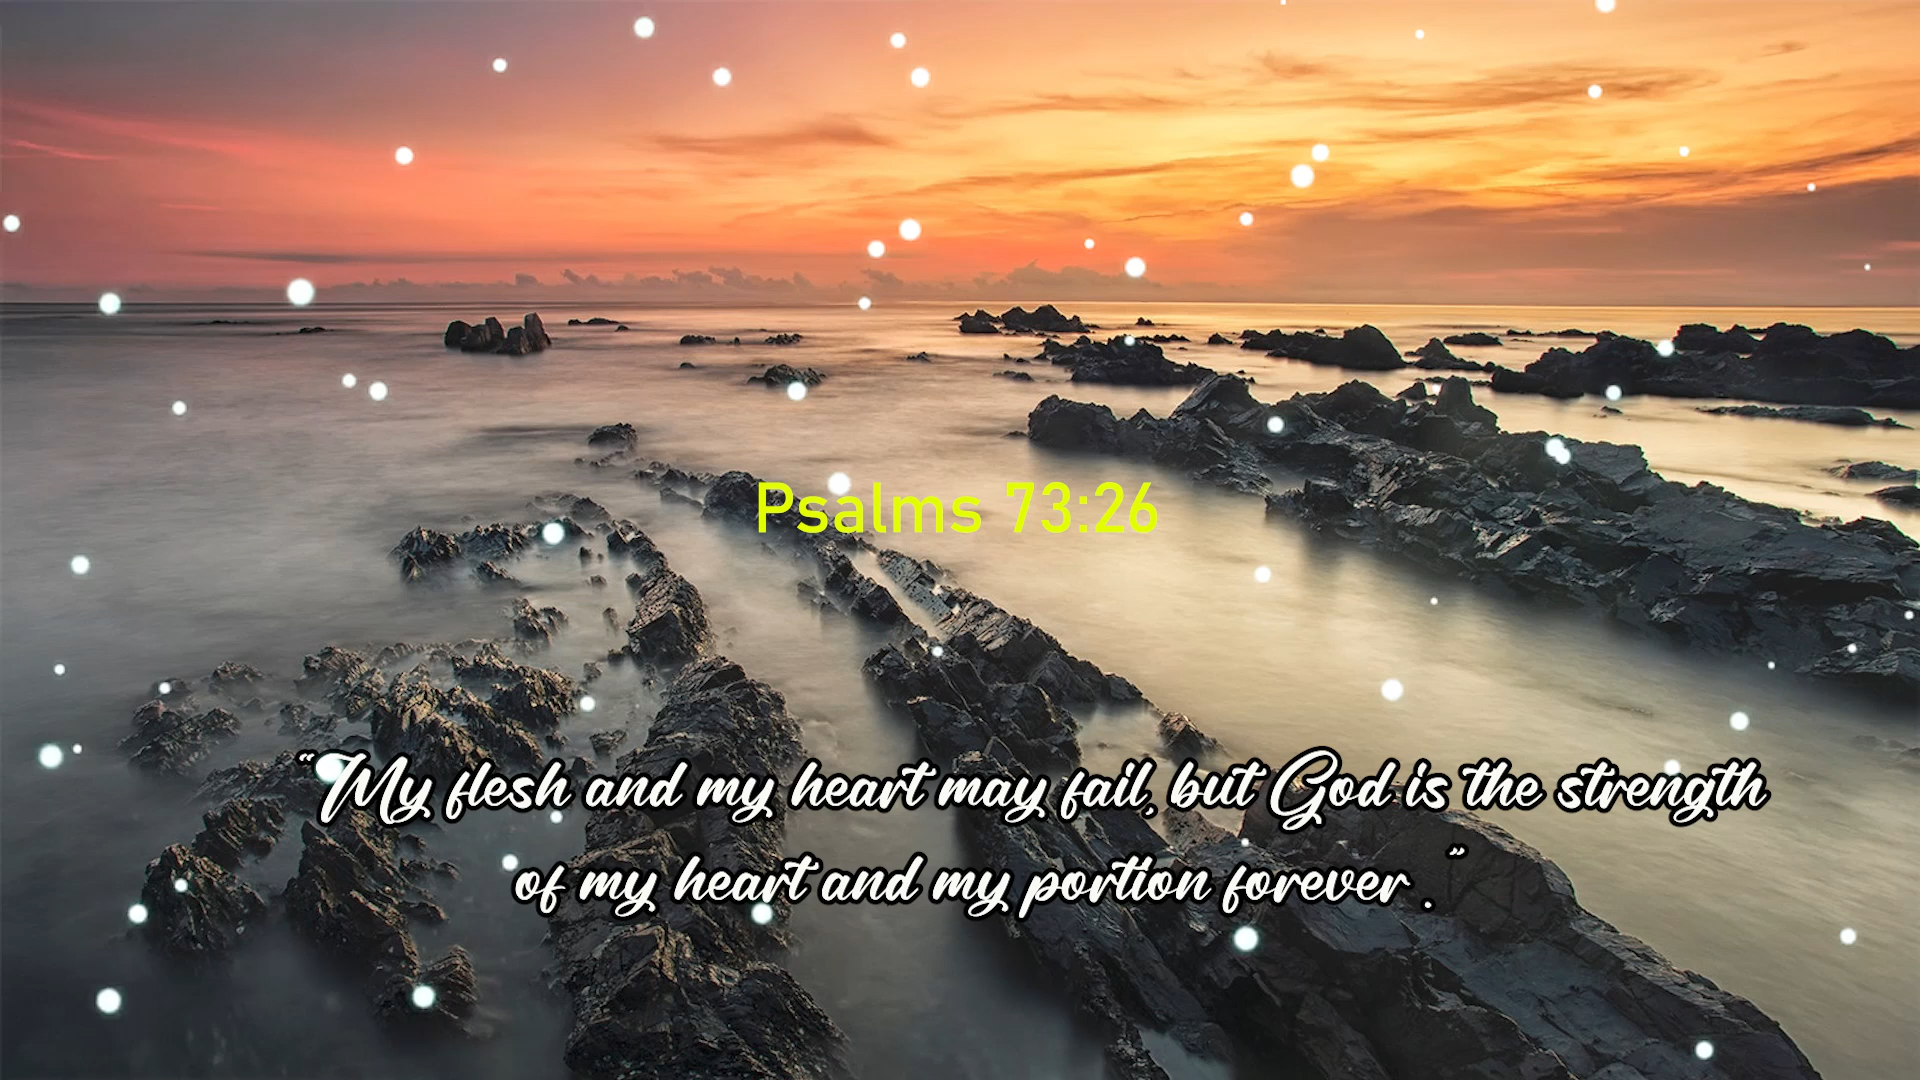 Psalms 73:26
“My flesh and my heart may fail, but God is the strength
of my heart and my portion forever .”